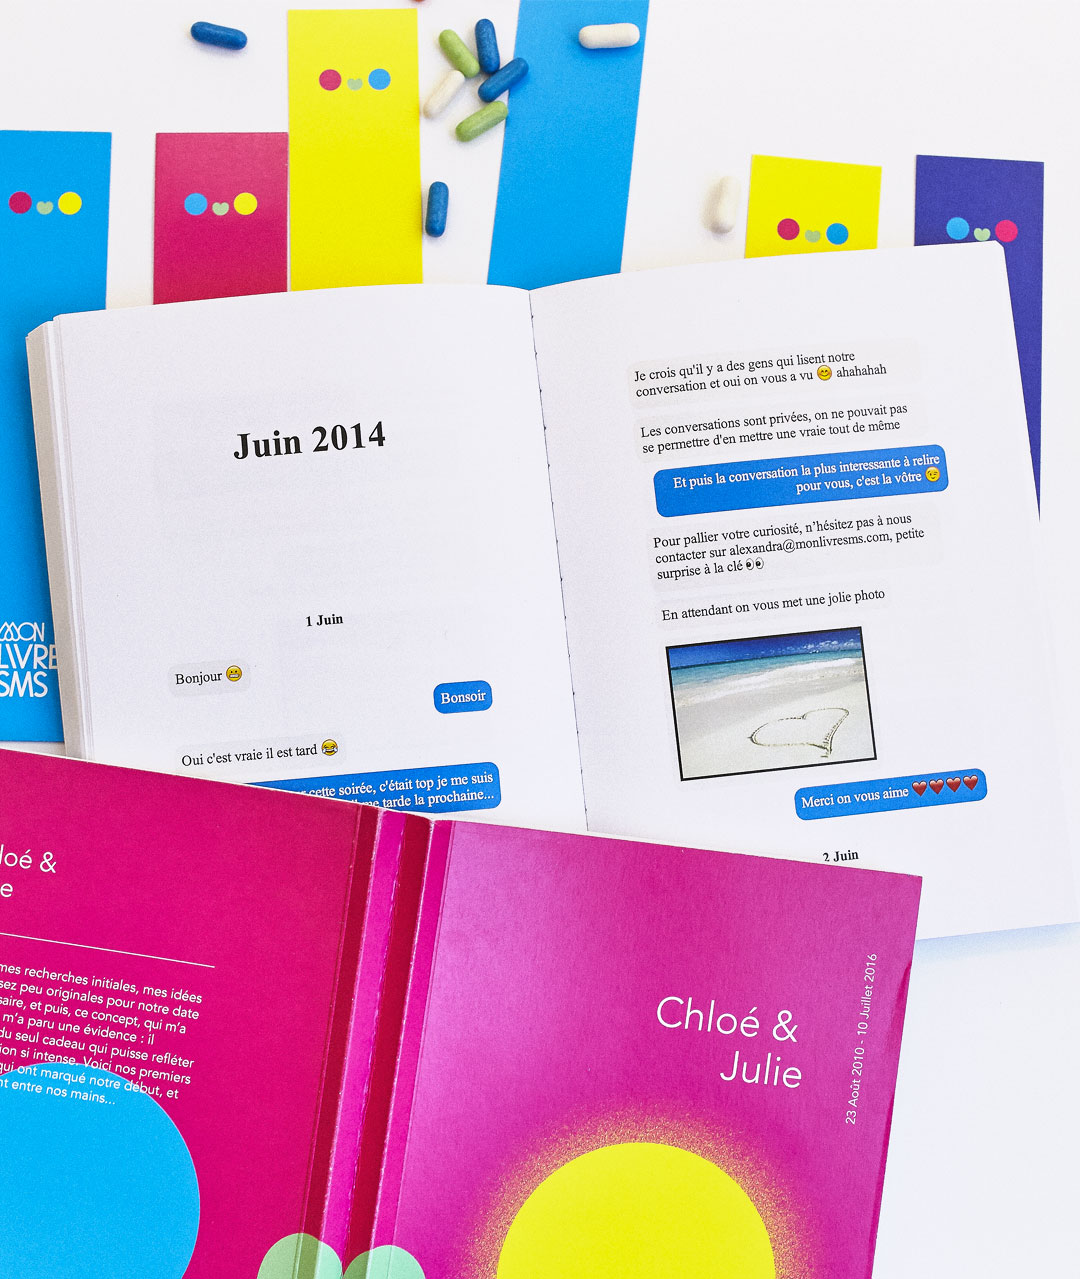 Juin 2014
1 Juin
Bonjour 😬
Bonsoir
Oui c'est vraie il est tard 😂
cette soirée, c'était top je me suis
me tarde la prochaine...
Je crois qu'il y a des gens qui lisent notre
conversation et oui on vous a vu 😊 ahahahah
Les conversations sont privées, on ne pouvait pas
se permettre d'en mettre une vraie tout de même
Et puis la conversation la plus interessante à relire
pour vous, c'est la vôtre 😉
Pour pallier votre curiosité, n'hésitez pas à nous
contacter sur alexandra@monlivresms.com, petite
surprise à la clé 👀
En attendant on vous met une jolie photo
Merci on vous aime ❤️❤️❤️❤️
2 Juin
MON
LIVRE
SMS
loé &
e
mes recherches initiales, mes idées
sez peu originales pour notre date
saire, et puis, ce concept, qui m'a
m'a paru une évidence : il
du seul cadeau qui puisse refléter
ion si intense. Voici nos premiers
qui ont marqué notre début, et
nt entre nos mains...
Chloé &
Julie
23 Août 2010 - 10 Juillet 2016